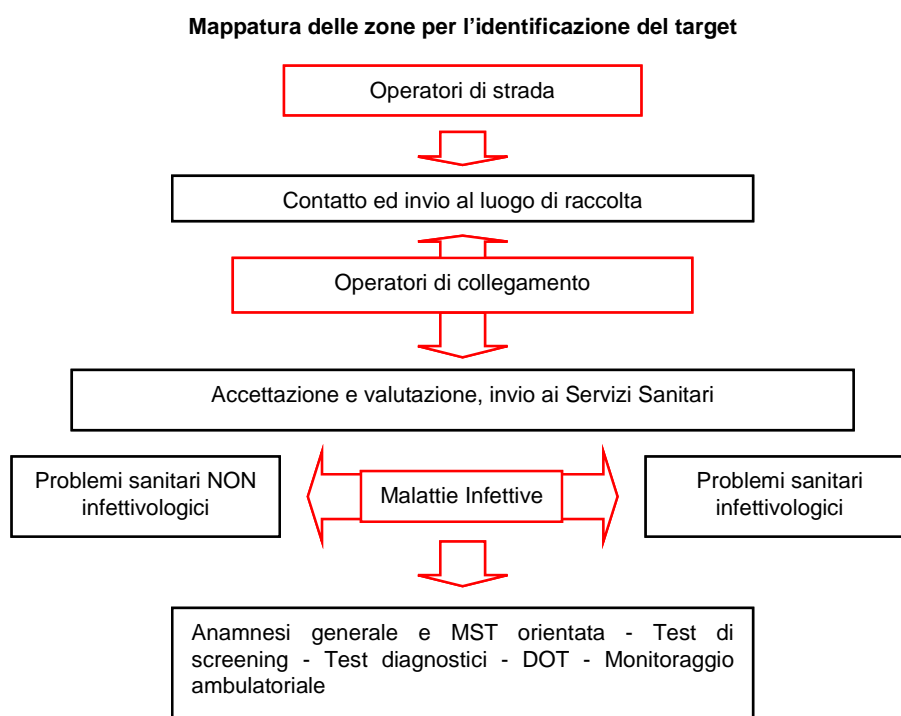 Mappatura delle zone per l'identificazione del target
Operatori di strada
Contatto ed invio al luogo di raccolta
Operatori di collegamento
Accettazione e valutazione, invio ai Servizi Sanitari
Problemi sanitari NON
infettivologici
Malattie Infettive
Problemi sanitari
infettivologici
Anamnesi generale e MST orientata - Test di
screening - Test diagnostici - DOT - Monitoraggio
ambulatoriale